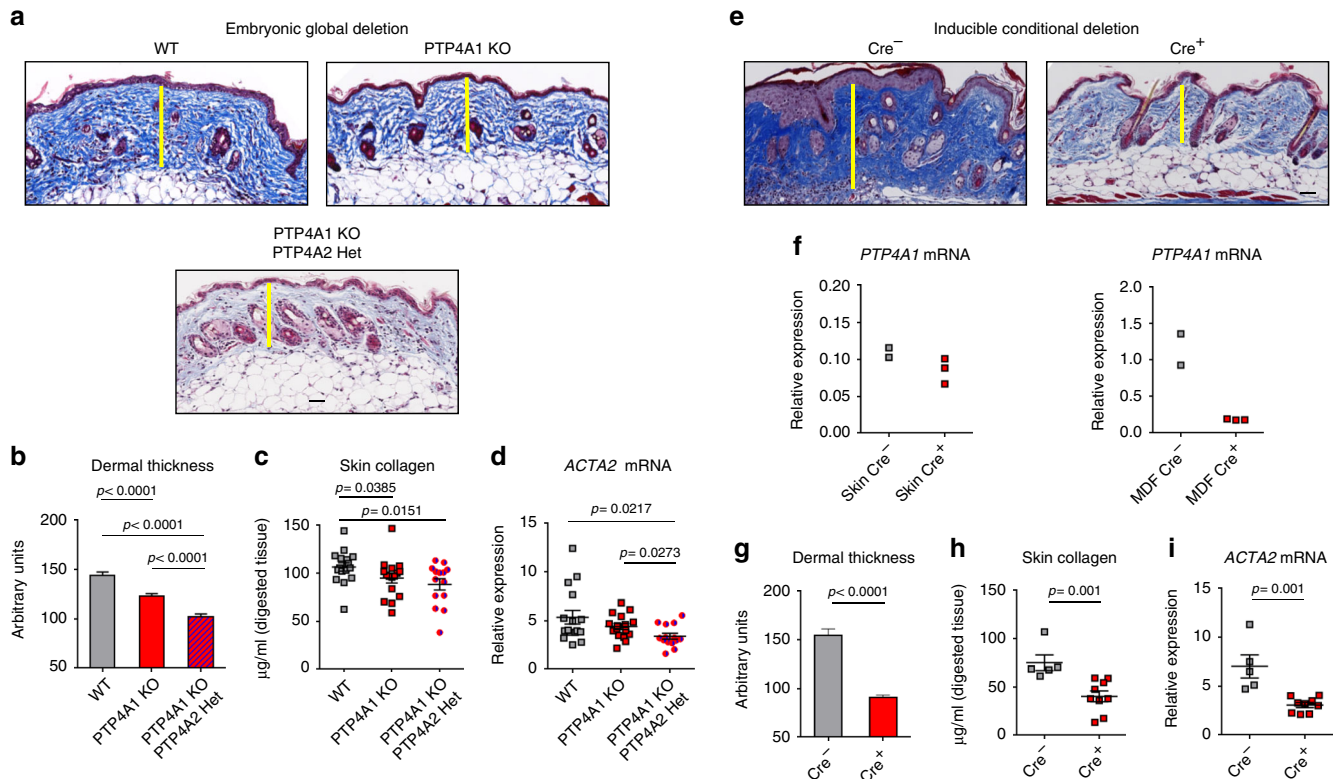 a
Embryonic global deletion
WT
PTP4A1 KO
PTP4A1 KO
PTP4A2 Het
b
Dermal thickness
p< 0.0001
p< 0.0001
p< 0.0001
Arbitrary units
200
150
100
50
WT
PTP4A1 KO
PTP4A1 KO
PTP4A2 Het
c
Skin collagen
p= 0.0385
p= 0.0151
μg/ml (digested tissue)
150
100
50
0
WT
PTP4A1 KO
PTP4A1 KO
PTP4A2 Het
d
ACTA2 mRNA
p= 0.0217
p= 0.0273
Relative expression
15
10
5
0
WT
PTP4A1 KO
PTP4A1 KO
PTP4A2 Het
e
Inducible conditional deletion
Cre⁻
Cre⁺
f
PTP4A1 mRNA
Relative expression
0.20
0.15
0.10
0.05
0.00
Skin Cre⁻
Skin Cre⁺
PTP4A1 mRNA
Relative expression
2.0
1.5
1.0
0.5
0.0
MDF Cre⁻
MDF Cre⁺
g
Dermal thickness
p< 0.0001
Arbitrary units
200
150
100
50
Cre⁻
Cre⁺
h
Skin collagen
p= 0.001
μg/ml (digested tissue)
150
100
50
0
Cre⁻
Cre⁺
i
ACTA2 mRNA
p= 0.001
Relative expression
15
10
5
0
Cre⁻
Cre⁺